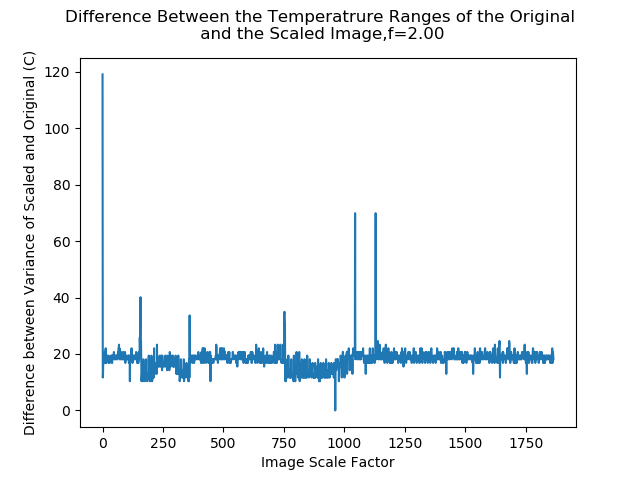 Difference Between the Temperatrure Ranges of the Original
and the Scaled Image,f=2.00
Difference between Variance of Scaled and Original (C)
120
100
80
60
40
20
0
0 250 500 750 1000 1250 1500 1750
Image Scale Factor